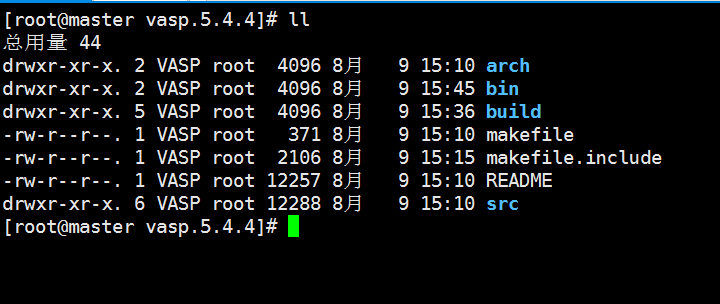 [root@master vasp.5.4.4]# ll
总用量 44
drwxr-xr-x. 2 VASP root  4096 8月   9 15:10 arch
drwxr-xr-x. 2 VASP root  4096 8月   9 15:45 bin
drwxr-xr-x. 5 VASP root  4096 8月   9 15:36 build
-rw-r--r--. 1 VASP root   371 8月   9 15:10 makefile
-rw-r--r--. 1 VASP root  2106 8月   9 15:15 makefile.include
-rw-r--r--. 1 VASP root 12257 8月   9 15:10 README
drwxr-xr-x. 6 VASP root 12288 8月   9 15:10 src
[root@master vasp.5.4.4]#